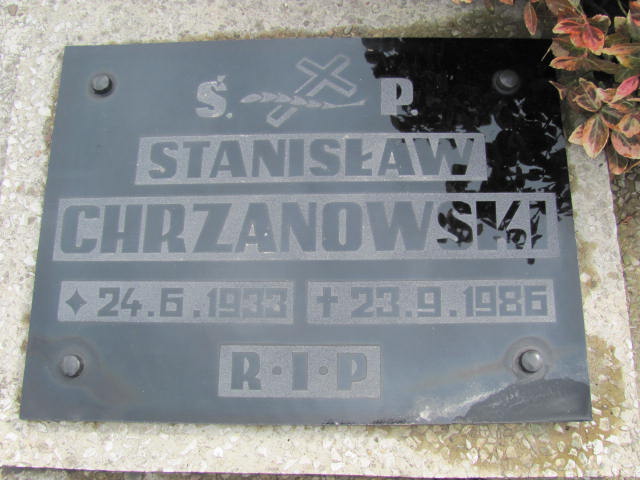 Ś. P.
STANISŁAW
CHRZANOWSKI
✦ 24.6.1933 † 23.9.1986
R·I·P